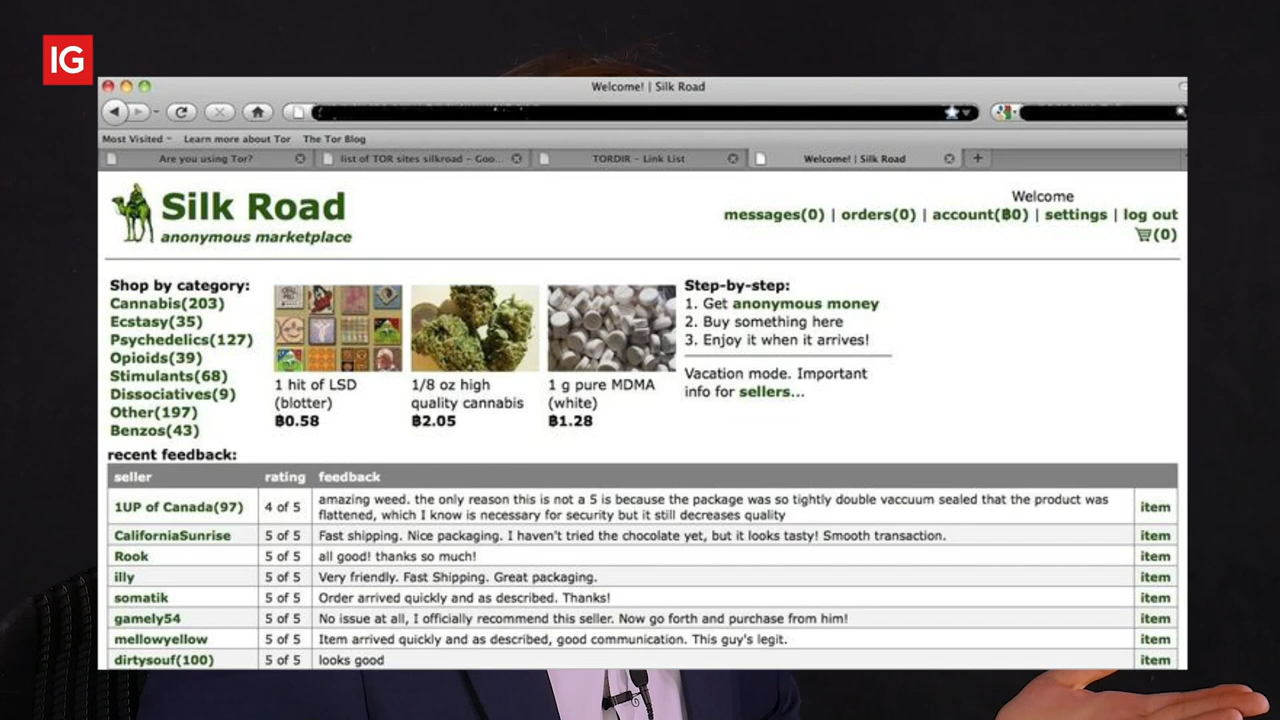 IG
Welcome! | Silk Road
Most Visited
Learn more about Tor
The Tor Blog
Are you using Tor?
list of TOR sites silkroad – Goo...
TORDIR – Link List
Welcome! | Silk Road
Silk Road
anonymous marketplace
Welcome
messages(0) | orders(0) | account(฿0) | settings | log out
(0)
Shop by category:
Cannabis(203)
Ecstasy(35)
Psychedelics(127)
Opioids(39)
Stimulants(68)
Dissociatives(9)
Other(197)
Benzos(43)
1 hit of LSD
(blotter)
฿0.58
1/8 oz high
quality cannabis
฿2.05
1 g pure MDMA
(white)
฿1.28
Step-by-step:
1. Get anonymous money
2. Buy something here
3. Enjoy it when it arrives!
Vacation mode. Important
info for sellers...
recent feedback:
seller rating feedback
1UP of Canada(97) 4 of 5 amazing weed. the only reason this is not a 5 is because the package was so tightly double vaccuum sealed that the product was
flattened, which I know is necessary for security but it still decreases quality item
CaliforniaSunrise 5 of 5 Fast shipping. Nice packaging. I haven't tried the chocolate yet, but it looks tasty! Smooth transaction. item
Rook 5 of 5 all good! thanks so much! item
illy 5 of 5 Very friendly. Fast Shipping. Great packaging. item
somatik 5 of 5 Order arrived quickly and as described. Thanks! item
gamely54 5 of 5 No issue at all, I officially recommend this seller. Now go forth and purchase from him! item
mellowyellow 5 of 5 Item arrived quickly and as described, good communication. This guy's legit. item
dirtysouf(100) 5 of 5 looks good item